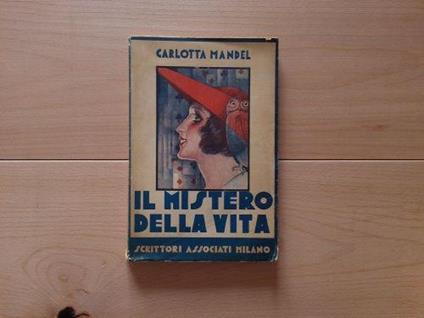 CARLOTTA MANDEL
IL MISTERO
DELLA VITA
SCRITTORI ASSOCIATI MILANO